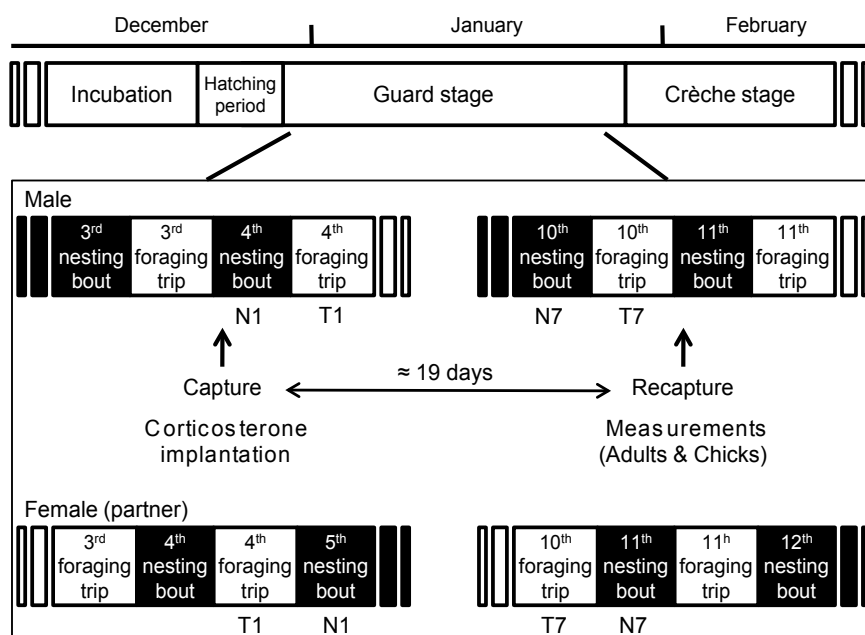 December January February
Incubation Hatching period Guard stage Crèche stage
Male
3rd nesting bout 3rd foraging trip 4th nesting bout 4th foraging trip 10th nesting bout 10th foraging trip 11th nesting bout 11th foraging trip
N1 T1 N7 T7
≈ 19 days
Capture Recapture
Corticosterone implantation Measurements (Adults & Chicks)
Female (partner)
3rd foraging trip 4th nesting bout 4th foraging trip 5th nesting bout 10th foraging trip 11th nesting bout 11h foraging trip 12th nesting bout
T1 N1 T7 N7